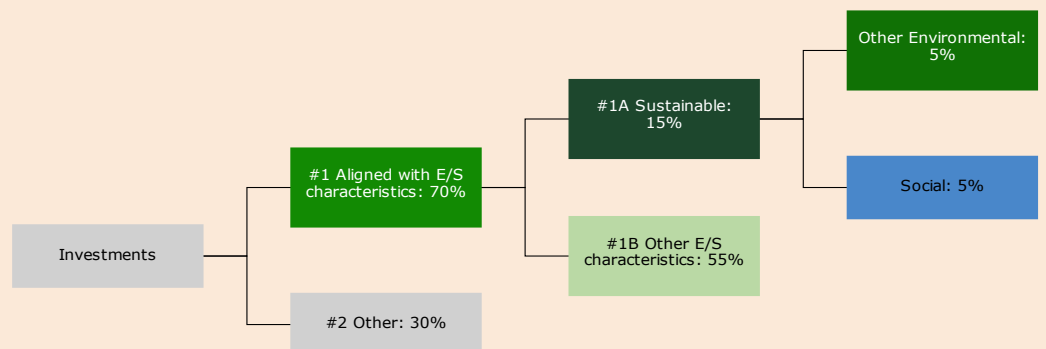 Investments
#1 Aligned with E/S
characteristics: 70%
#2 Other: 30%
#1A Sustainable:
15%
#1B Other E/S
characteristics: 55%
Other Environmental:
5%
Social: 5%